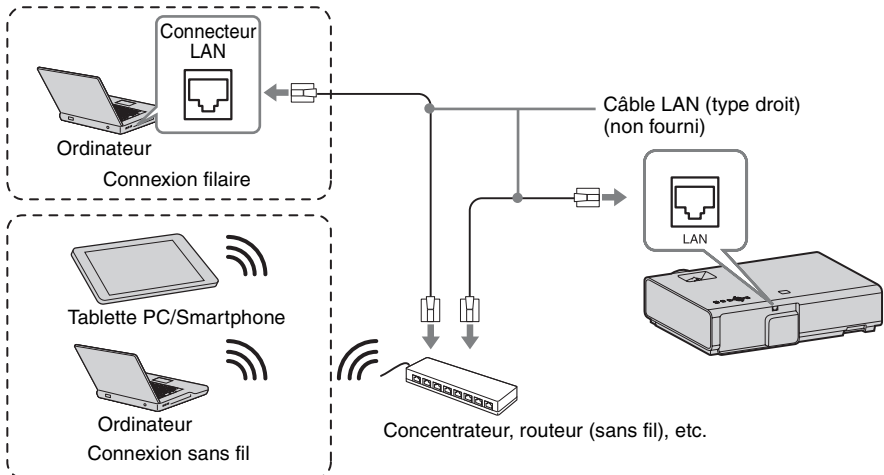 Connecteur
LAN
Ordinateur
Connexion filaire
Câble LAN (type droit)
(non fourni)
LAN
Tablette PC/Smartphone
Ordinateur
Connexion sans fil
Concentrateur, routeur (sans fil), etc.